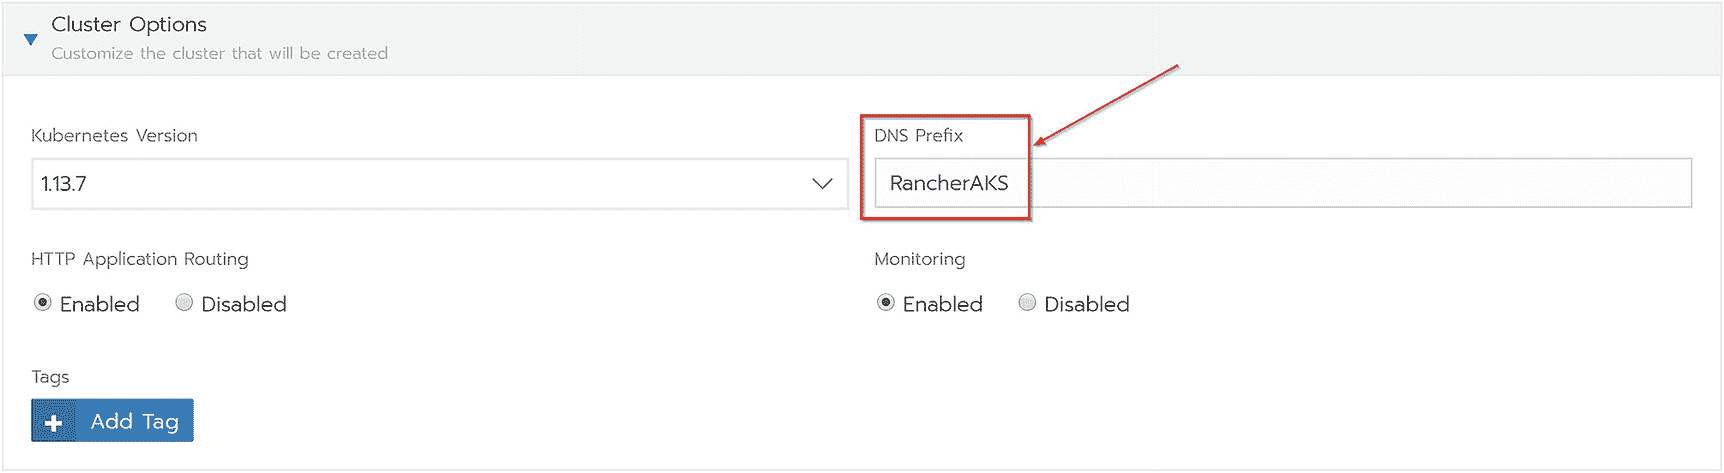 Cluster Options
Customize the cluster that will be created
Kubernetes Version
1.13.7
DNS Prefix
RancherAKS
HTTP Application Routing
Enabled
Disabled
Monitoring
Enabled
Disabled
Tags
+ Add Tag